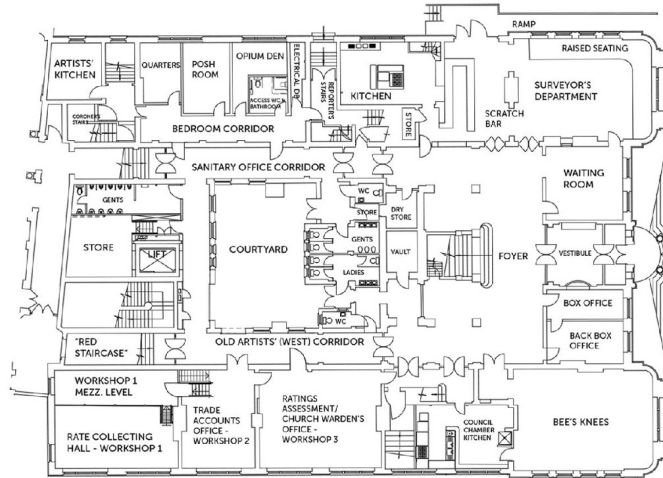 RAMP
ARTISTS'
KITCHEN
QUARTERS
POSH
ROOM
OPIUM DEN
ACCESS WC &
BATHROOM
ELECTRICAL DB
REPORTERS
STAIRS
KITCHEN
STORE
RAISED SEATING
SURVEYOR'S
DEPARTMENT
SCRATCH
BAR
CORONERS
STAIRS
BEDROOM CORRIDOR
SANITARY OFFICE CORRIDOR
WAITING
ROOM
GENTS
STORE
LIFT
COURTYARD
WC
STORE
GENTS
LADIES
WC
DRY
STORE
VAULT
FOYER
VESTIBULE
BOX OFFICE
BACK BOX
OFFICE
"RED
STAIRCASE"
OLD ARTISTS' (WEST) CORRIDOR
WORKSHOP 1
MEZZ. LEVEL
RATE COLLECTING
HALL - WORKSHOP 1
TRADE
ACCOUNTS
OFFICE -
WORKSHOP 2
RATINGS
ASSESSMENT/
CHURCH WARDEN'S
OFFICE -
WORKSHOP 3
COUNCIL
CHAMBER
KITCHEN
BEE'S KNEES